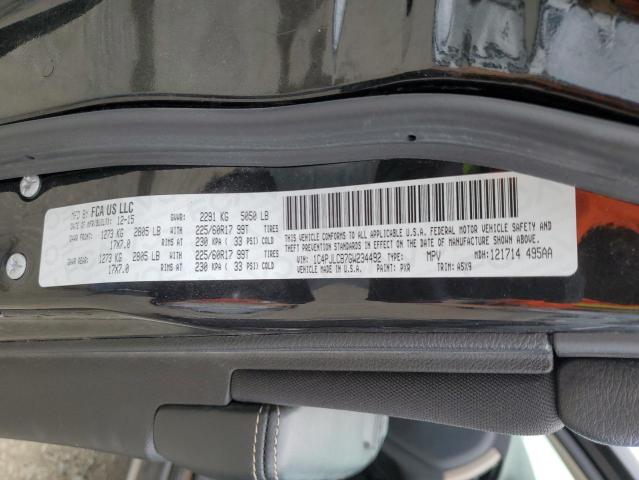 MFD BY: FCA US LLC
DATE OF MFR/BUILT: 12-15 GVWR: 2291 KG 5050 LB
GAWR FRONT: 1273 KG 2805 LB WITH 225/60R17 99T TIRES
17X7.0 RIMS AT 230 KPA ( 33 PSI) COLD
GAWR REAR: 1273 KG 2805 LB WITH 225/60R17 99T TIRES
17X7.0 RIMS AT 230 KPA ( 33 PSI) COLD
THIS VEHICLE CONFORMS TO ALL APPLICABLE U.S.A. FEDERAL MOTOR VEHICLE SAFETY AND
THEFT PREVENTION STANDARDS IN EFFECT ON THE DATE OF MANUFACTURE SHOWN ABOVE.
VIN: 1C4PJLCB7GW234492 TYPE: MPV MDH: 121714 495AA
VEHICLE MADE IN U.S.A. PAINT: PXR TRIM: A5X9